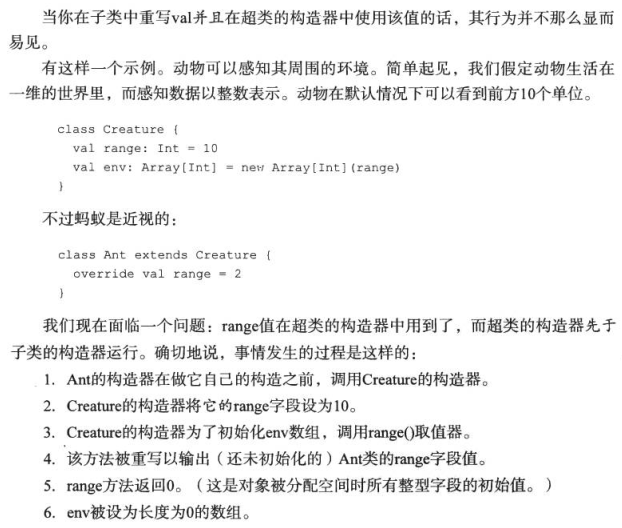 当你在子类中重写val并且在超类的构造器中使用该值的话，其行为并不那么显而
易见。
有这样一个示例。动物可以感知其周围的环境。简单起见，我们假定动物生活在
一维的世界里，而感知数据以整数表示。动物在默认情况下可以看到前方10个单位。
class Creature {
val range: Int = 10
val env: Array[Int] = new Array[Int](range)
}
不过蚂蚁是近视的：
class Ant extends Creature {
override val range = 2
}
我们现在面临一个问题：range值在超类的构造器中用到了，而超类的构造器先于
子类的构造器运行。确切地说，事情发生的过程是这样的：
1. Ant的构造器在做它自己的构造之前，调用Creature的构造器。
2. Creature的构造器将它的range字段设为10。
3. Creature的构造器为了初始化env数组，调用range()取值器。
4. 该方法被重写以输出（还未初始化的）Ant类的range字段值。
5. range方法返回0。（这是对象被分配空间时所有整型字段的初始值。）
6. env被设为长度为0的数组。